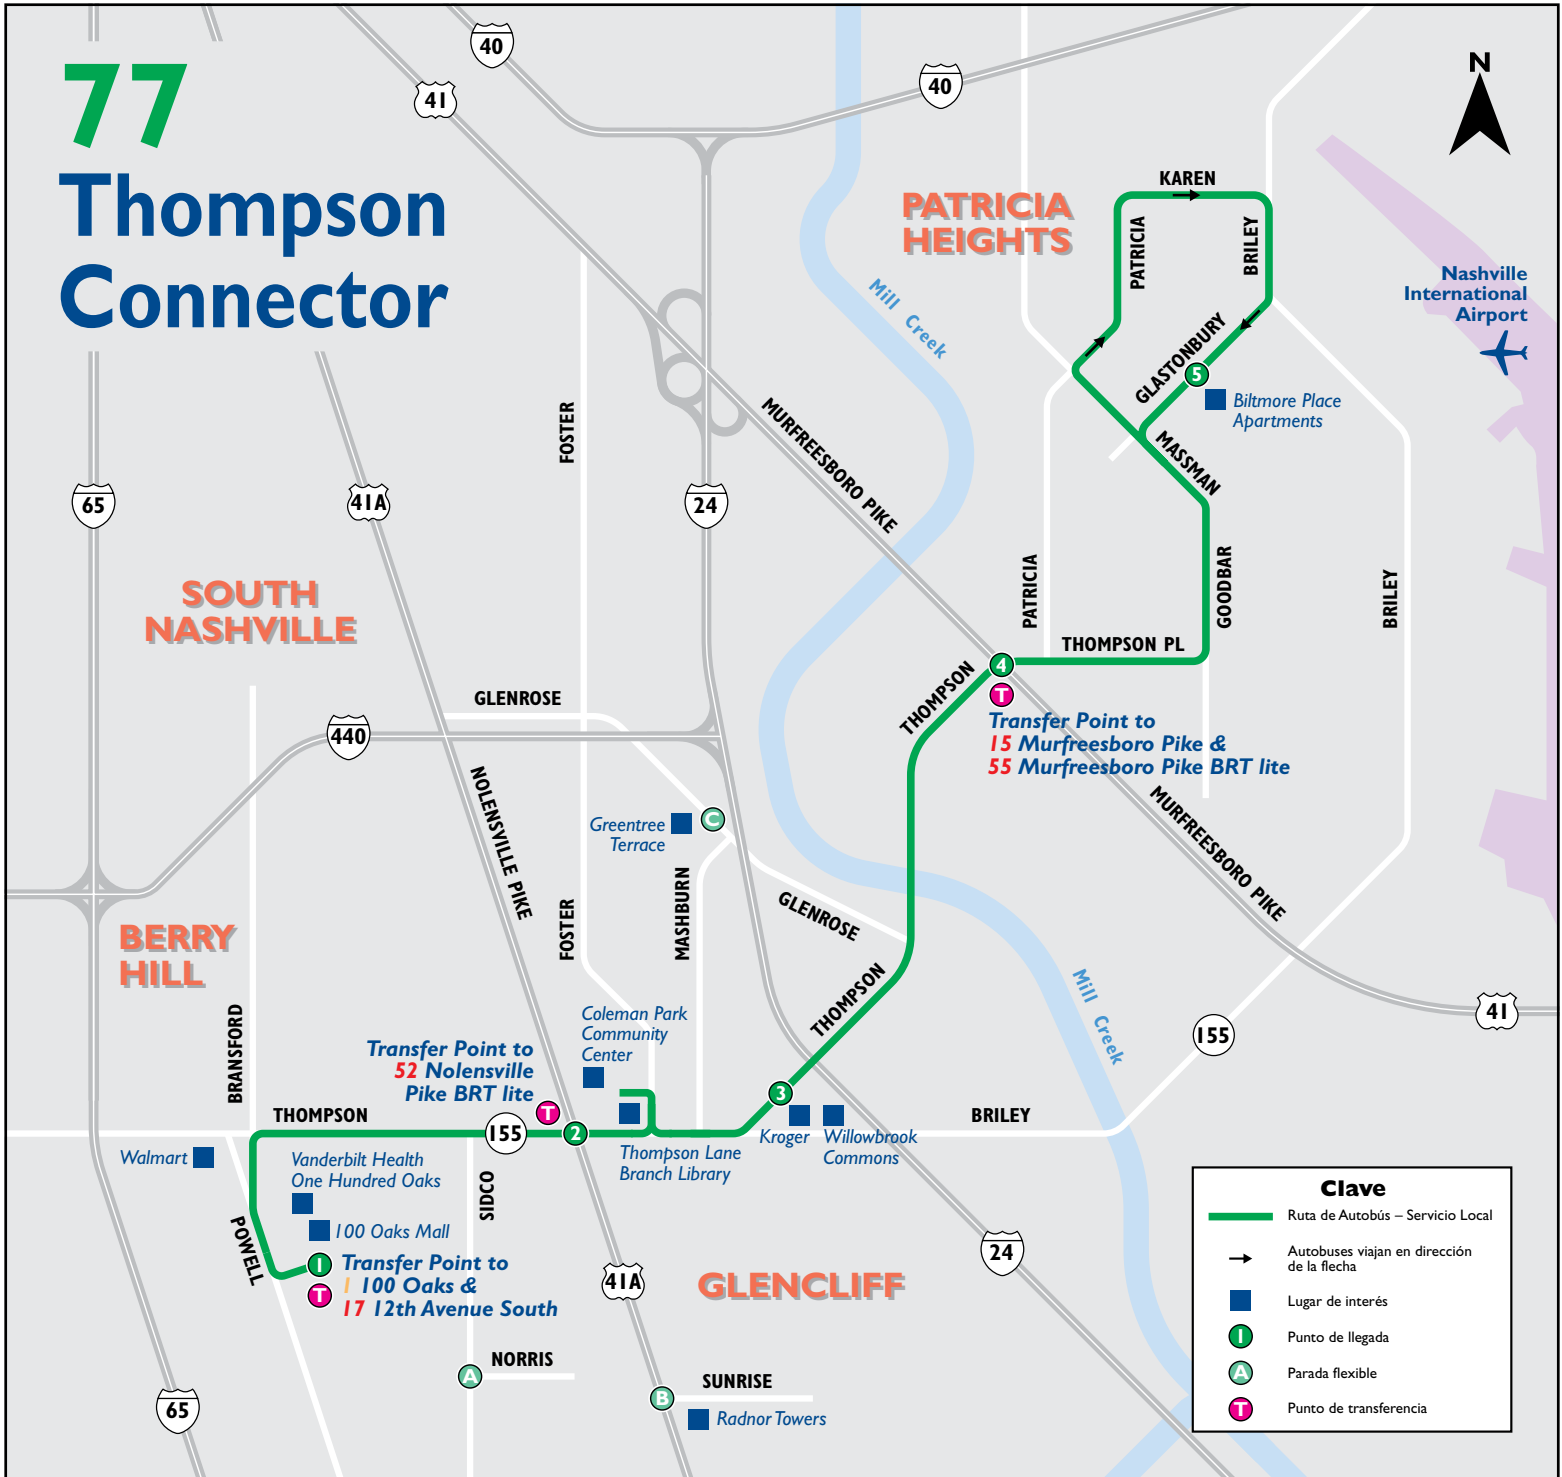 77
Thompson
Connector
40
41
40
N
PATRICIA
HEIGHTS
KAREN
PATRICIA
BRILEY
GLASTONBURY
5
Biltmore Place
Apartments
MASSMAN
Nashville
International
Airport
Mill Creek
FOSTER
MURFREESBORO PIKE
65
41A
24
SOUTH
NASHVILLE
PATRICIA
GOODBAR
BRILEY
THOMPSON PL
4
T
Transfer Point to
15 Murfreesboro Pike &
55 Murfreesboro Pike BRT lite
THOMPSON
GLENROSE
440
NOLENSVILLE PIKE
Greentree
Terrace
C
MURFREESBORO PIKE
FOSTER
MASHBURN
GLENROSE
BERRY
HILL
BRANSFORD
THOMPSON
Mill Creek
41
155
Coleman Park
Community
Center
Transfer Point to
52 Nolensville
Pike BRT lite
T
THOMPSON
155
2
3
BRILEY
Kroger
Willowbrook
Commons
Thompson Lane
Branch Library
Walmart
Vanderbilt Health
One Hundred Oaks
100 Oaks Mall
SIDCO
POWELL
1
T
Transfer Point to
1 100 Oaks &
17 12th Avenue South
41A
GLENCLIFF
24
A
NORRIS
B
SUNRISE
Radnor Towers
65
Clave
Ruta de Autobús – Servicio Local
Autobuses viajan en dirección
de la flecha
Lugar de interés
1
Punto de llegada
A
Parada flexible
T
Punto de transferencia